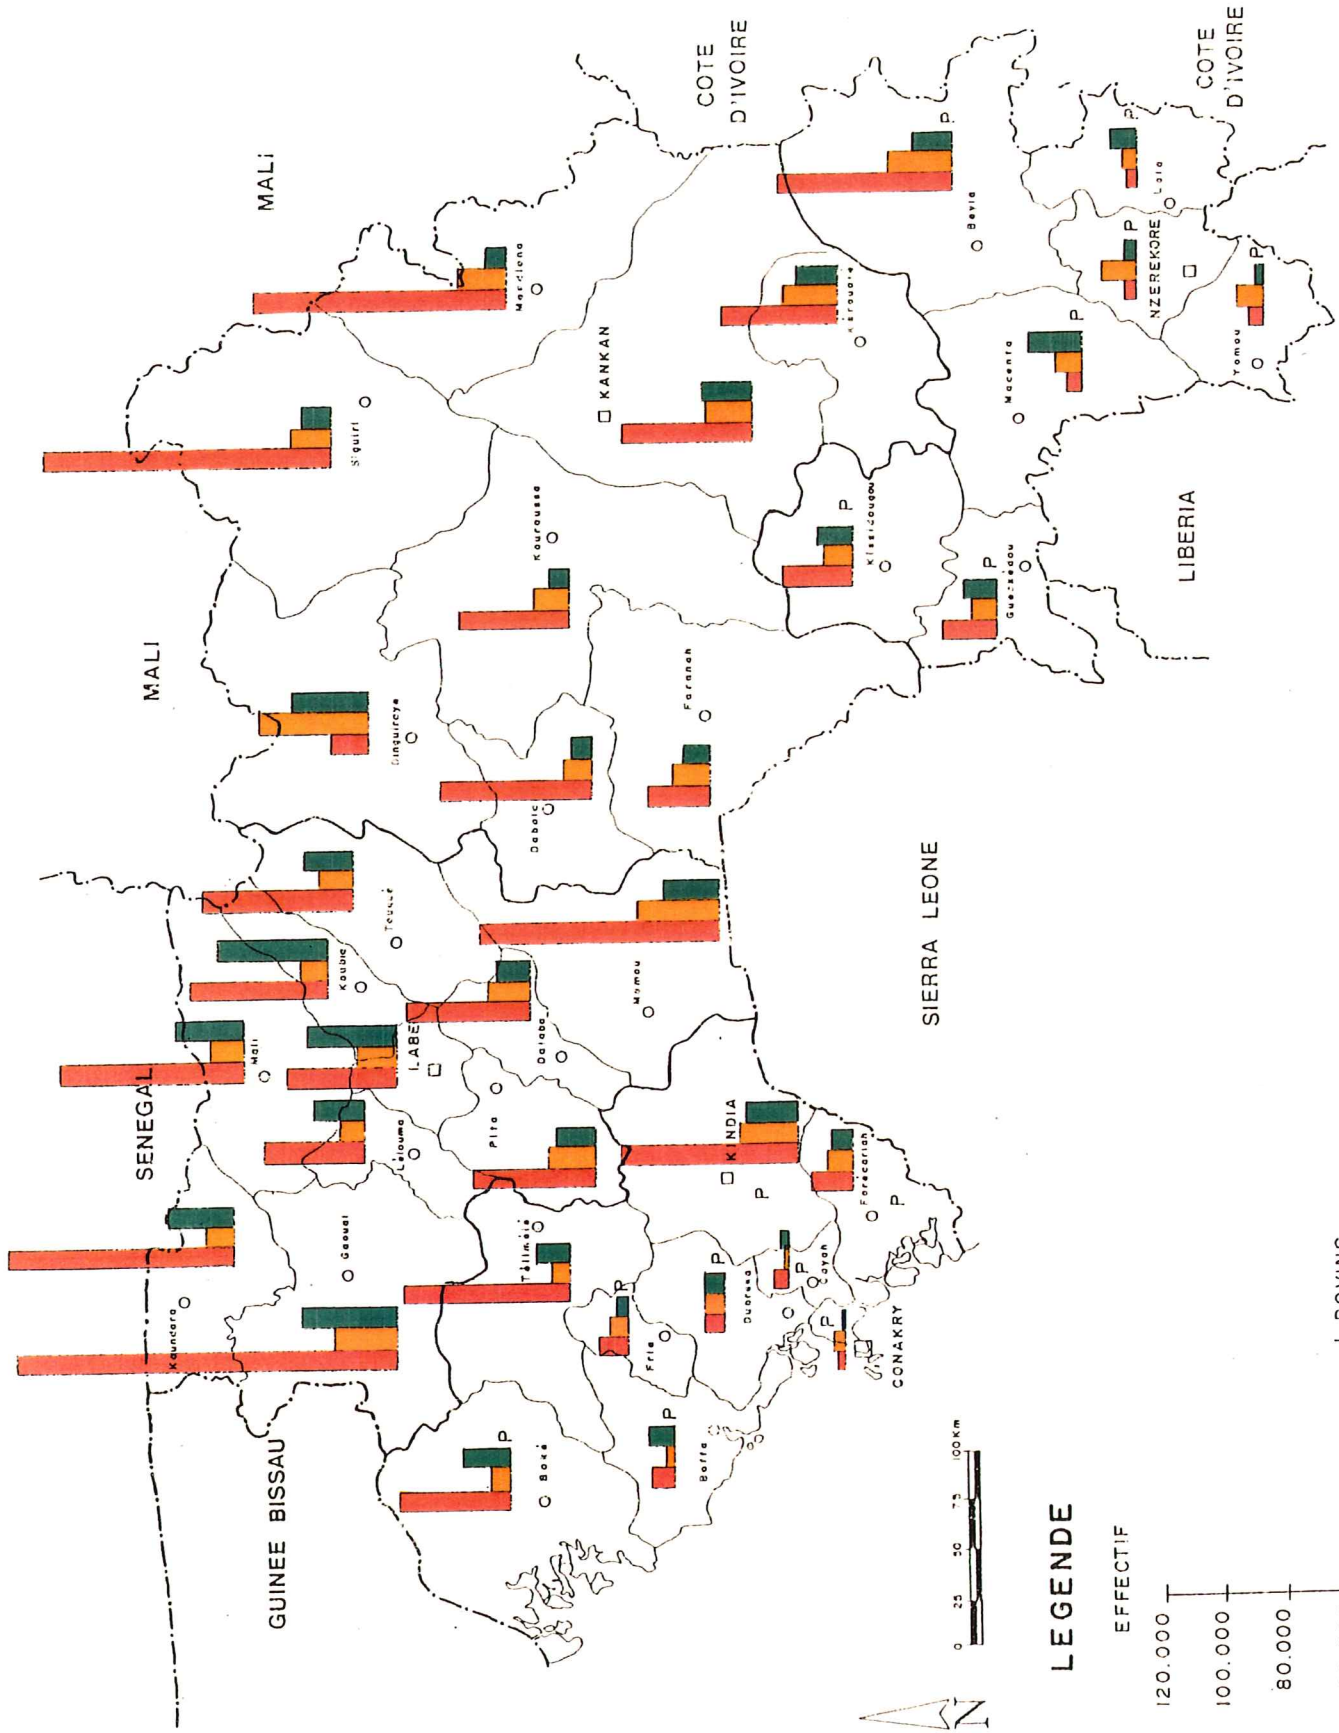 MALI
MALI
SENEGAL
GUINEE BISSAU
COTE
D'IVOIRE
COTE
D'IVOIRE
LIBERIA
SIERRA LEONE
Siguiri
Mandiana
KANKAN
Kerouane
Kouroussa
Dinguiraye
Dabola
Faranah
Kissidougou P
Beyla P
Macenta P
Guekzedou P
NZEREKORE P
Lola P
Yomou P
Tougué
Koubia
Mali
LABE
Lelouma
Pita
Dalaba
Mamou
Koundara
Gaoual
Télimélé
KINDIA
P
Forecariah
P
Boké P
Boffa P
Fria P
Dubreka P
Coyah P
CONAKRY P
N
0 25 50 75 100 Km
LEGENDE
EFFECTIF
120.000
100.000
80.000